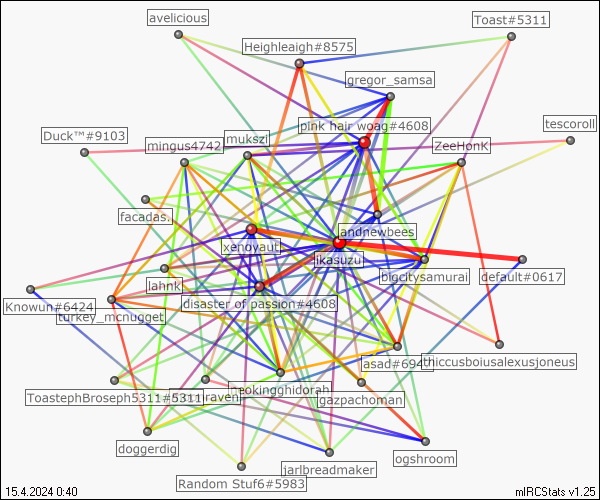 avelicious
Toast#5311
Heighleigh#8575
gregor_samsa
pink hair woag#4608
tescoroll
Duck™#9103
mingus4742
mukszi
ZeeHonK
facadas.
andnewbees
xenoyaut
ikasuzu
lahnk
bigcitysamurai
default#0617
Knowun#6424
disaster of passion#4608
turkey_mcnugget
asad#694
thiccusboiusalexusjoneus
ToastephBroseph5311#5311
raven
neokingghidorah
gazpachoman
doggerdig
ogshroom
jarlbreadmaker
Random Stuf6#5983
15.4.2024 0:40
mIRCStats v1.25